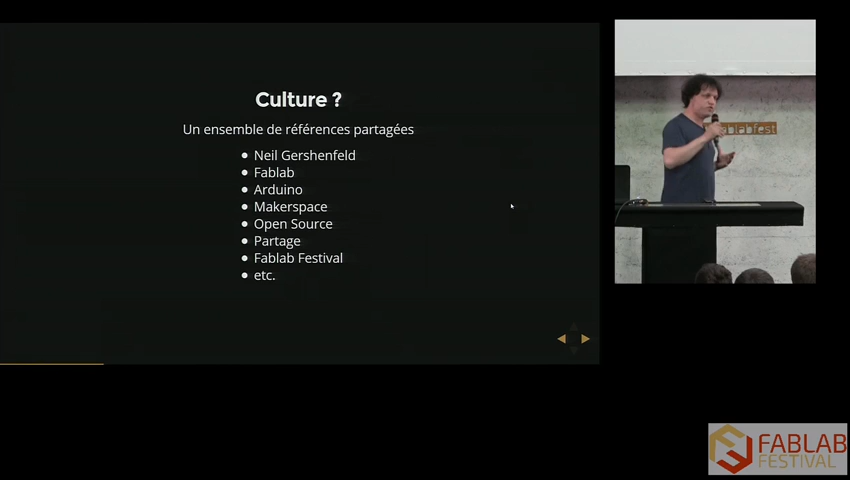 Culture ?
Un ensemble de références partagées
Neil Gershenfeld
Fablab
Arduino
Makerspace
Open Source
Partage
Fablab Festival
etc.
FABLAB
FESTIVAL